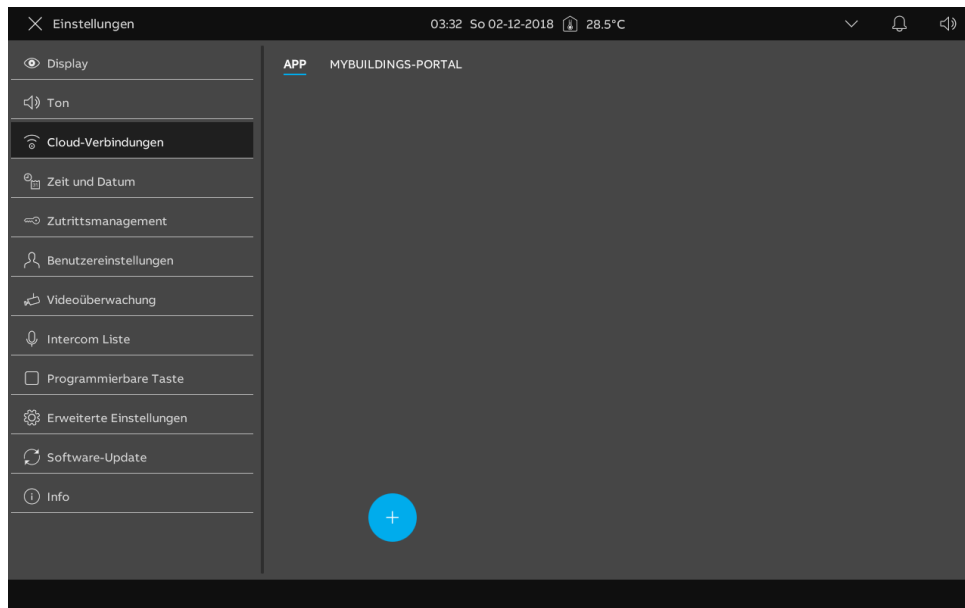 Einstellungen
03:32 So 02-12-2018 28.5°C
Display
Ton
Cloud-Verbindungen
Zeit und Datum
Zutrittsmanagement
Benutzereinstellungen
Videoüberwachung
Intercom Liste
Programmierbare Taste
Erweiterte Einstellungen
Software-Update
Info
APP MYBUILDINGS-PORTAL
+